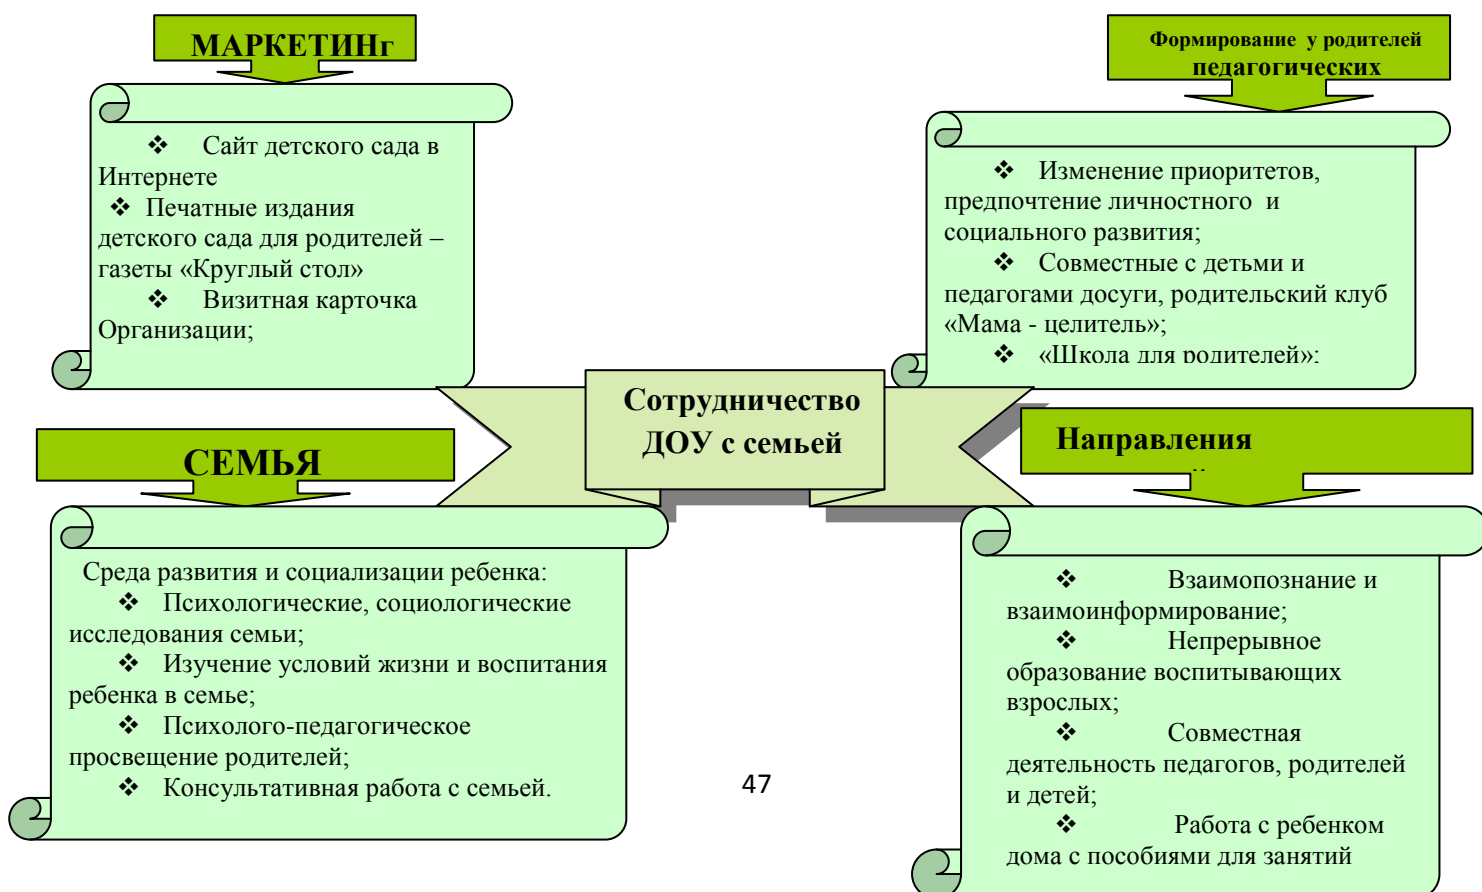 МАРКЕТИНг
❖ Сайт детского сада в
Интернете
❖ Печатные издания
детского сада для родителей –
газеты «Круглый стол»
❖ Визитная карточка
Организации;
Формирование у родителей
педагогических
❖ Изменение приоритетов,
предпочтение личностного и
социального развития;
❖ Совместные с детьми и
педагогами досуги, родительский клуб
«Мама - целитель»;
❖ «Школа для родителей»;
Сотрудничество
ДОУ с семьей
СЕМЬЯ
Среда развития и социализации ребенка:
❖ Психологические, социологические
исследования семьи;
❖ Изучение условий жизни и воспитания
ребенка в семье;
❖ Психолого-педагогическое
просвещение родителей;
❖ Консультативная работа с семьей.
Направления
❖ Взаимопознание и
взаимоинформирование;
❖ Непрерывное
образование воспитывающих
взрослых;
❖ Совместная
деятельность педагогов, родителей
и детей;
❖ Работа с ребенком
дома с пособиями для занятий
47